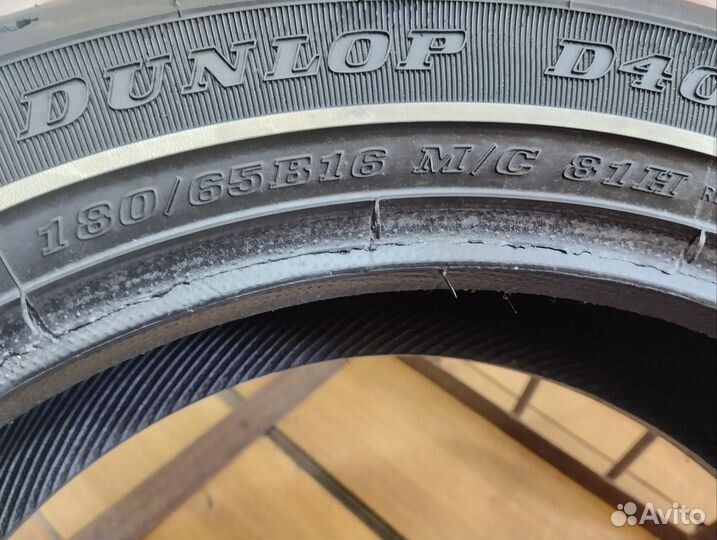 DUNLOP D40
180/65B16 M/C 81H
Avito